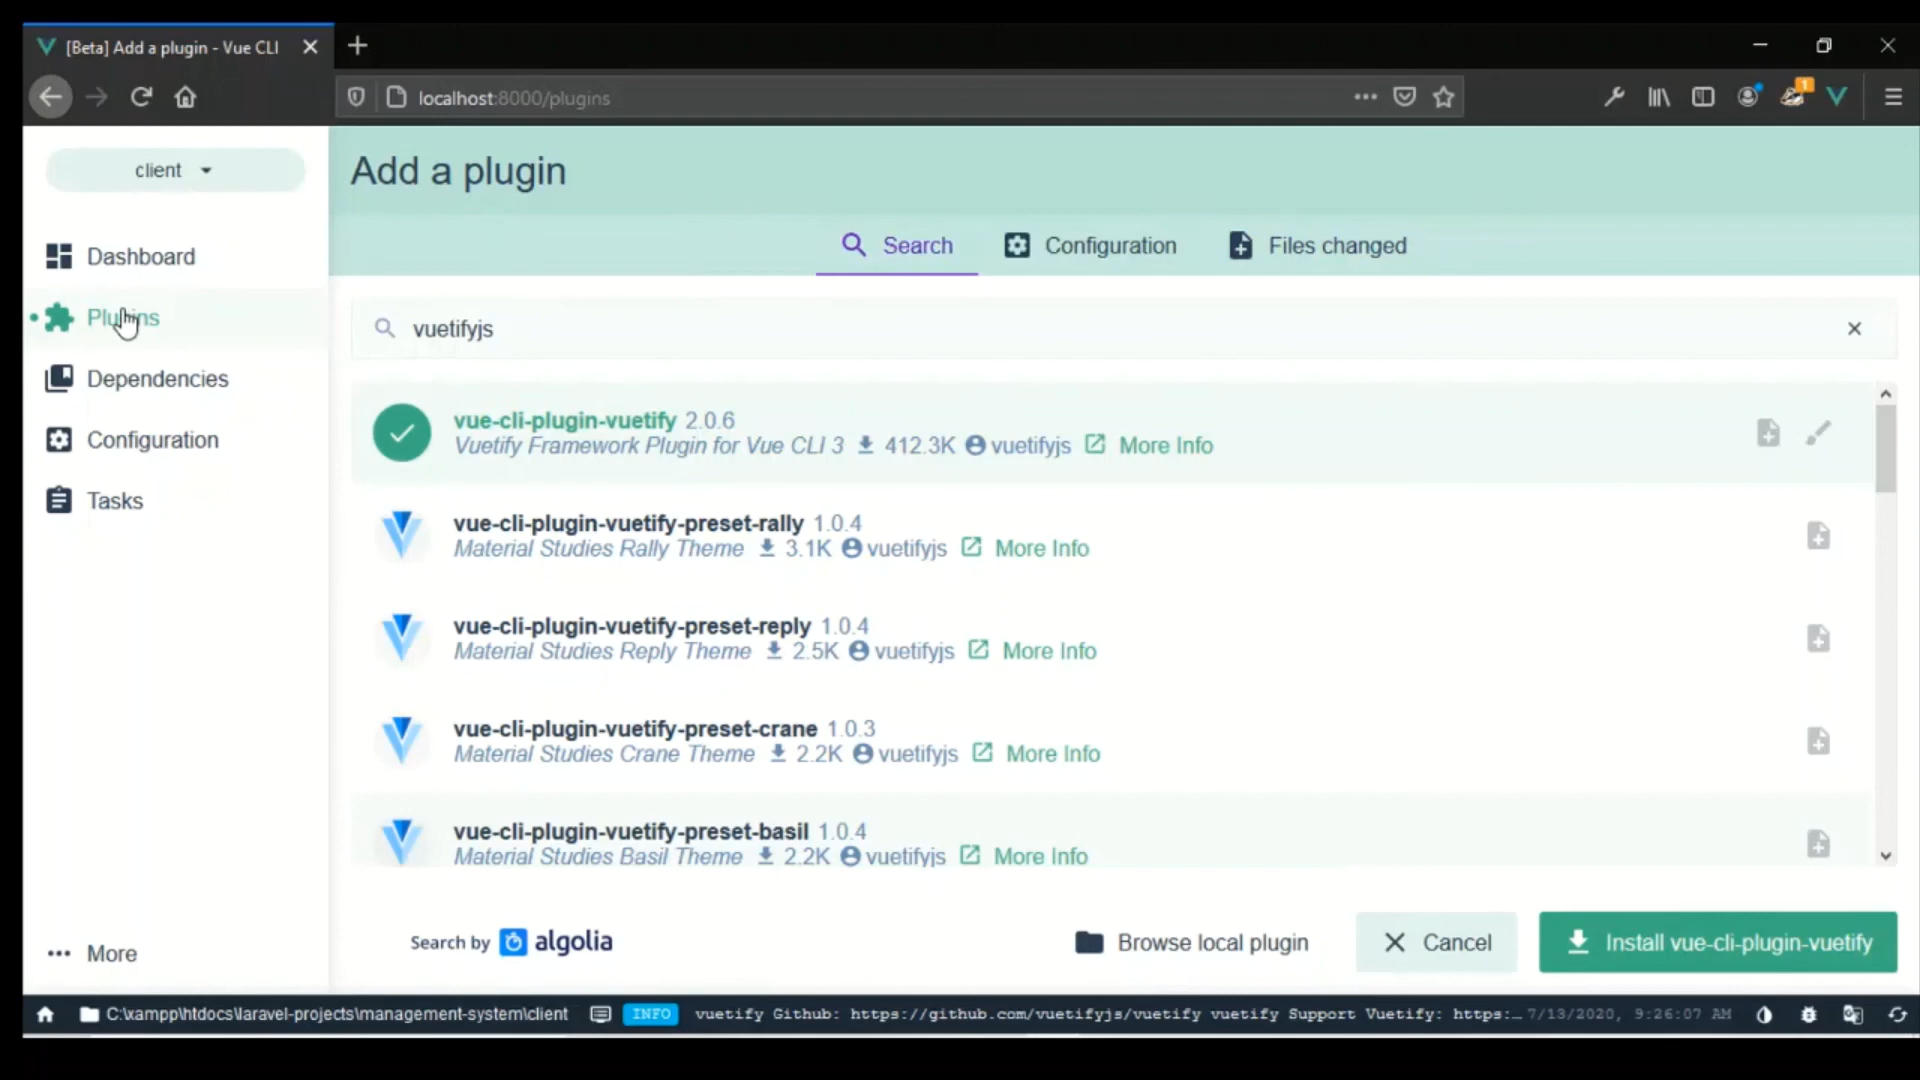 [Beta] Add a plugin - Vue CLI
localhost:8000/plugins
1
client
Dashboard
Plugins
Dependencies
Configuration
Tasks
More
Add a plugin
Search
Configuration
Files changed
vuetifyjs
vue-cli-plugin-vuetify 2.0.6
Vuetify Framework Plugin for Vue CLI 3 412.3K vuetifyjs More Info
vue-cli-plugin-vuetify-preset-rally 1.0.4
Material Studies Rally Theme 3.1K vuetifyjs More Info
vue-cli-plugin-vuetify-preset-reply 1.0.4
Material Studies Reply Theme 2.5K vuetifyjs More Info
vue-cli-plugin-vuetify-preset-crane 1.0.3
Material Studies Crane Theme 2.2K vuetifyjs More Info
vue-cli-plugin-vuetify-preset-basil 1.0.4
Material Studies Basil Theme 2.2K vuetifyjs More Info
Search by algolia
Browse local plugin
Cancel
Install vue-cli-plugin-vuetify
C:\xampp\htdocs\laravel-projects\management-system\client
INFO
vuetify Github: https://github.com/vuetifyjs/vuetify vuetify Support Vuetify: https:…
7/13/2020, 9:26:07 AM